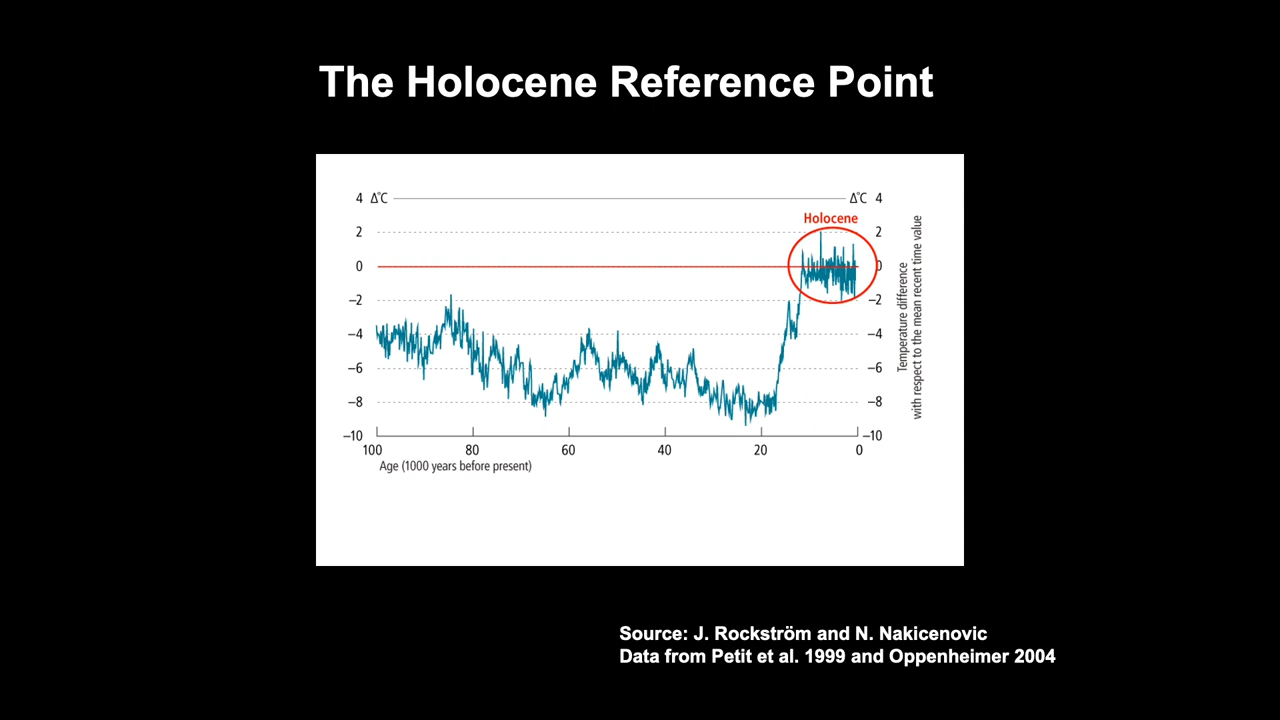 The Holocene Reference Point
4 Δ°C Δ°C 4
Holocene
2 2
0 0
−2 −2
−4 −4
−6 −6
−8 −8
−10 −10
100 80 60 40 20 0
Age (1000 years before present)
Temperature difference
with respect to the mean recent time value
Source: J. Rockström and N. Nakicenovic
Data from Petit et al. 1999 and Oppenheimer 2004